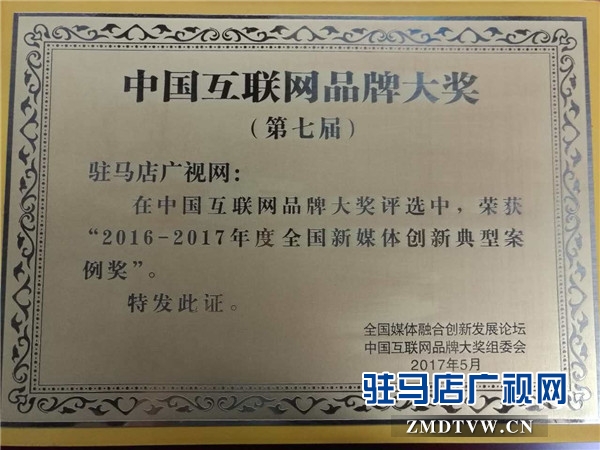 中国互联网品牌大奖
（第七届）
驻马店广视网：
在中国互联网品牌大奖评选中，荣获
“2016-2017年度全国新媒体创新典型案
例奖”。
特发此证。
全国媒体融合创新发展论坛
中国互联网品牌大奖组委会
2017年5月
驻马店广视网
ZMDTVW.CN